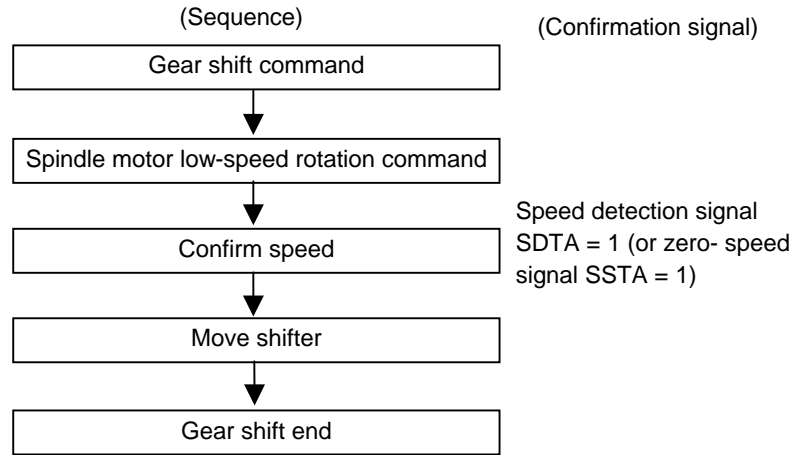 (Sequence)
(Confirmation signal)
Gear shift command
Spindle motor low-speed rotation command
Speed detection signal
SDTA = 1 (or zero- speed
signal SSTA = 1)
Confirm speed
Move shifter
Gear shift end